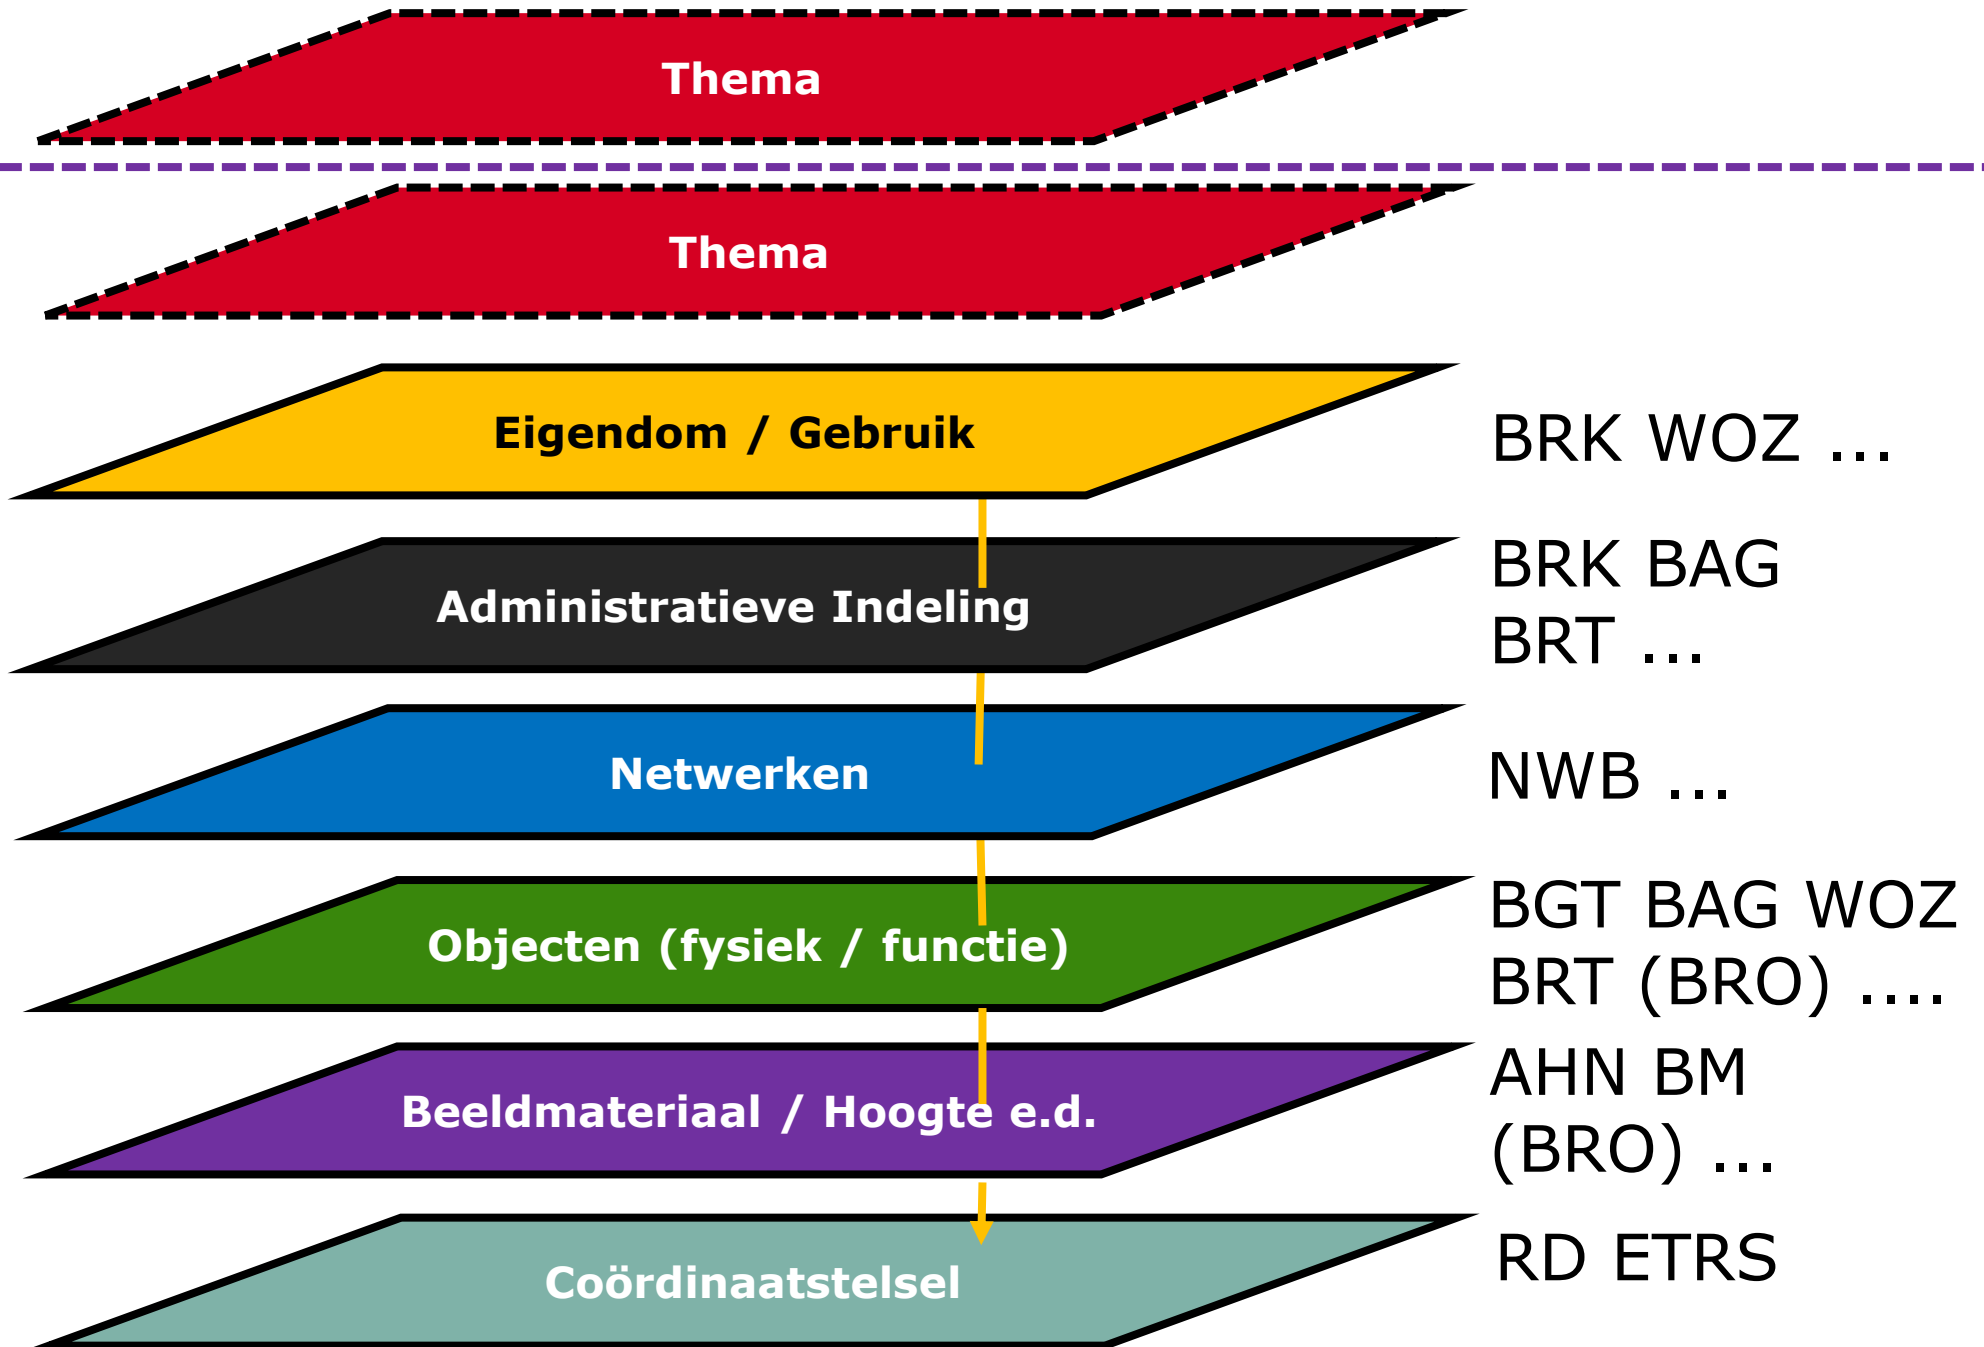 Thema
Thema
Eigendom / Gebruik
BRK WOZ ...
Administratieve Indeling
BRK BAG
BRT ...
Netwerken
NWB ...
Objecten (fysiek / functie)
BGT BAG WOZ
BRT (BRO) ....
Beeldmateriaal / Hoogte e.d.
AHN BM
(BRO) ...
Coördinaatstelsel
RD ETRS